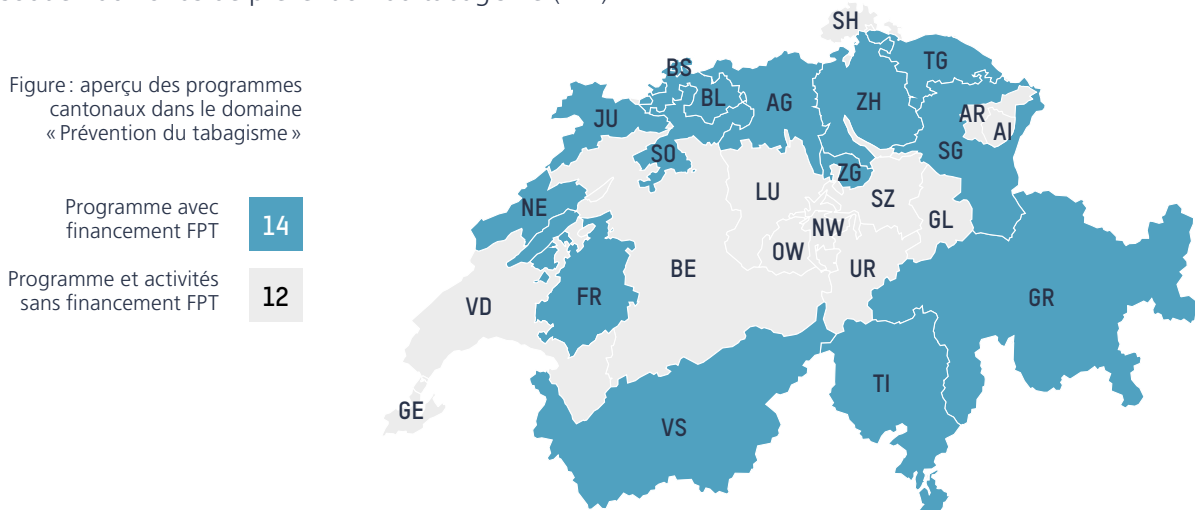 Figure : aperçu des programmes
cantonaux dans le domaine
« Prévention du tabagisme »
Programme avec
financement FPT
14
Programme et activités
sans financement FPT
12
SH
BS
TG
BL
AG
ZH
JU
AR
AI
SO
SG
ZG
LU
SZ
NE
GL
NW
OW
BE
UR
FR
GR
VD
TI
GE
VS